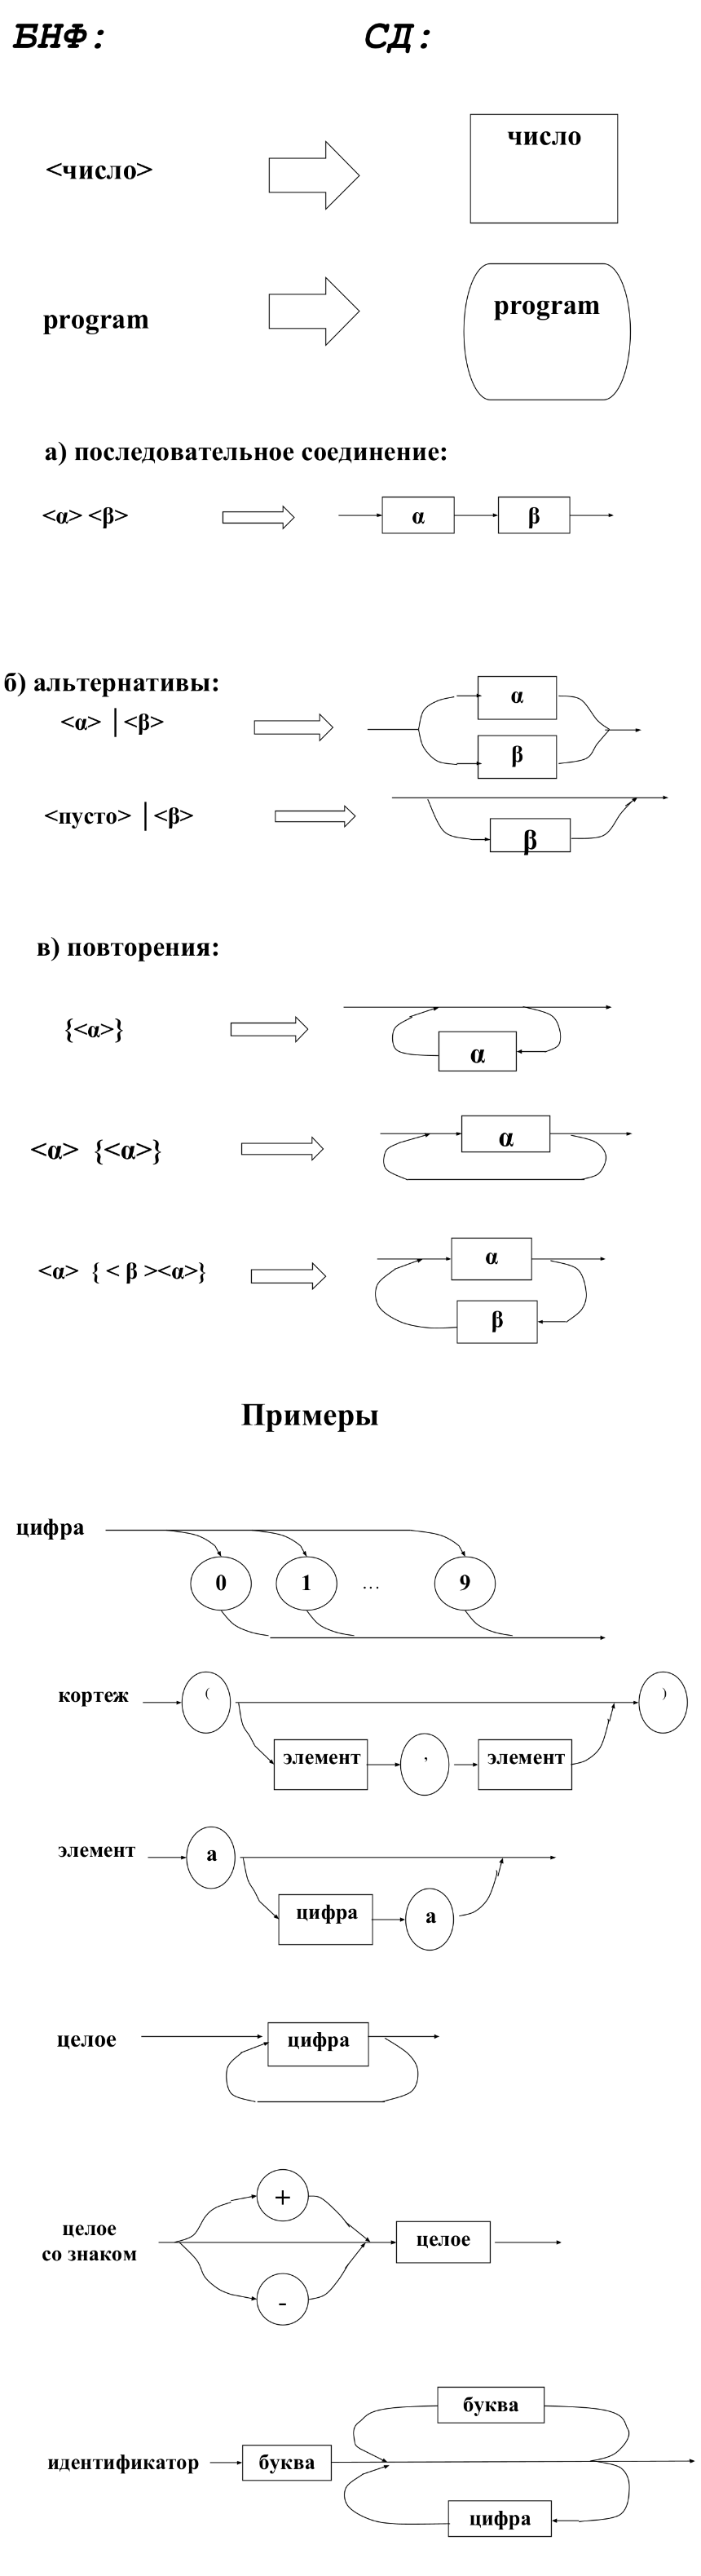 БНФ: СД:
<число> число
program program
а) последовательное соединение:
<α> <β> α β
б) альтернативы:
<α> | <β> α
β
<пусто> | <β> β
в) повторения:
{<α>} α
<α> {<α>} α
<α> { < β ><α>} α
β
Примеры
цифра
0 1 ... 9
кортеж ( )
элемент , элемент
элемент а
цифра а
целое цифра
+
целое
со знаком
целое
-
буква
идентификатор буква
цифра